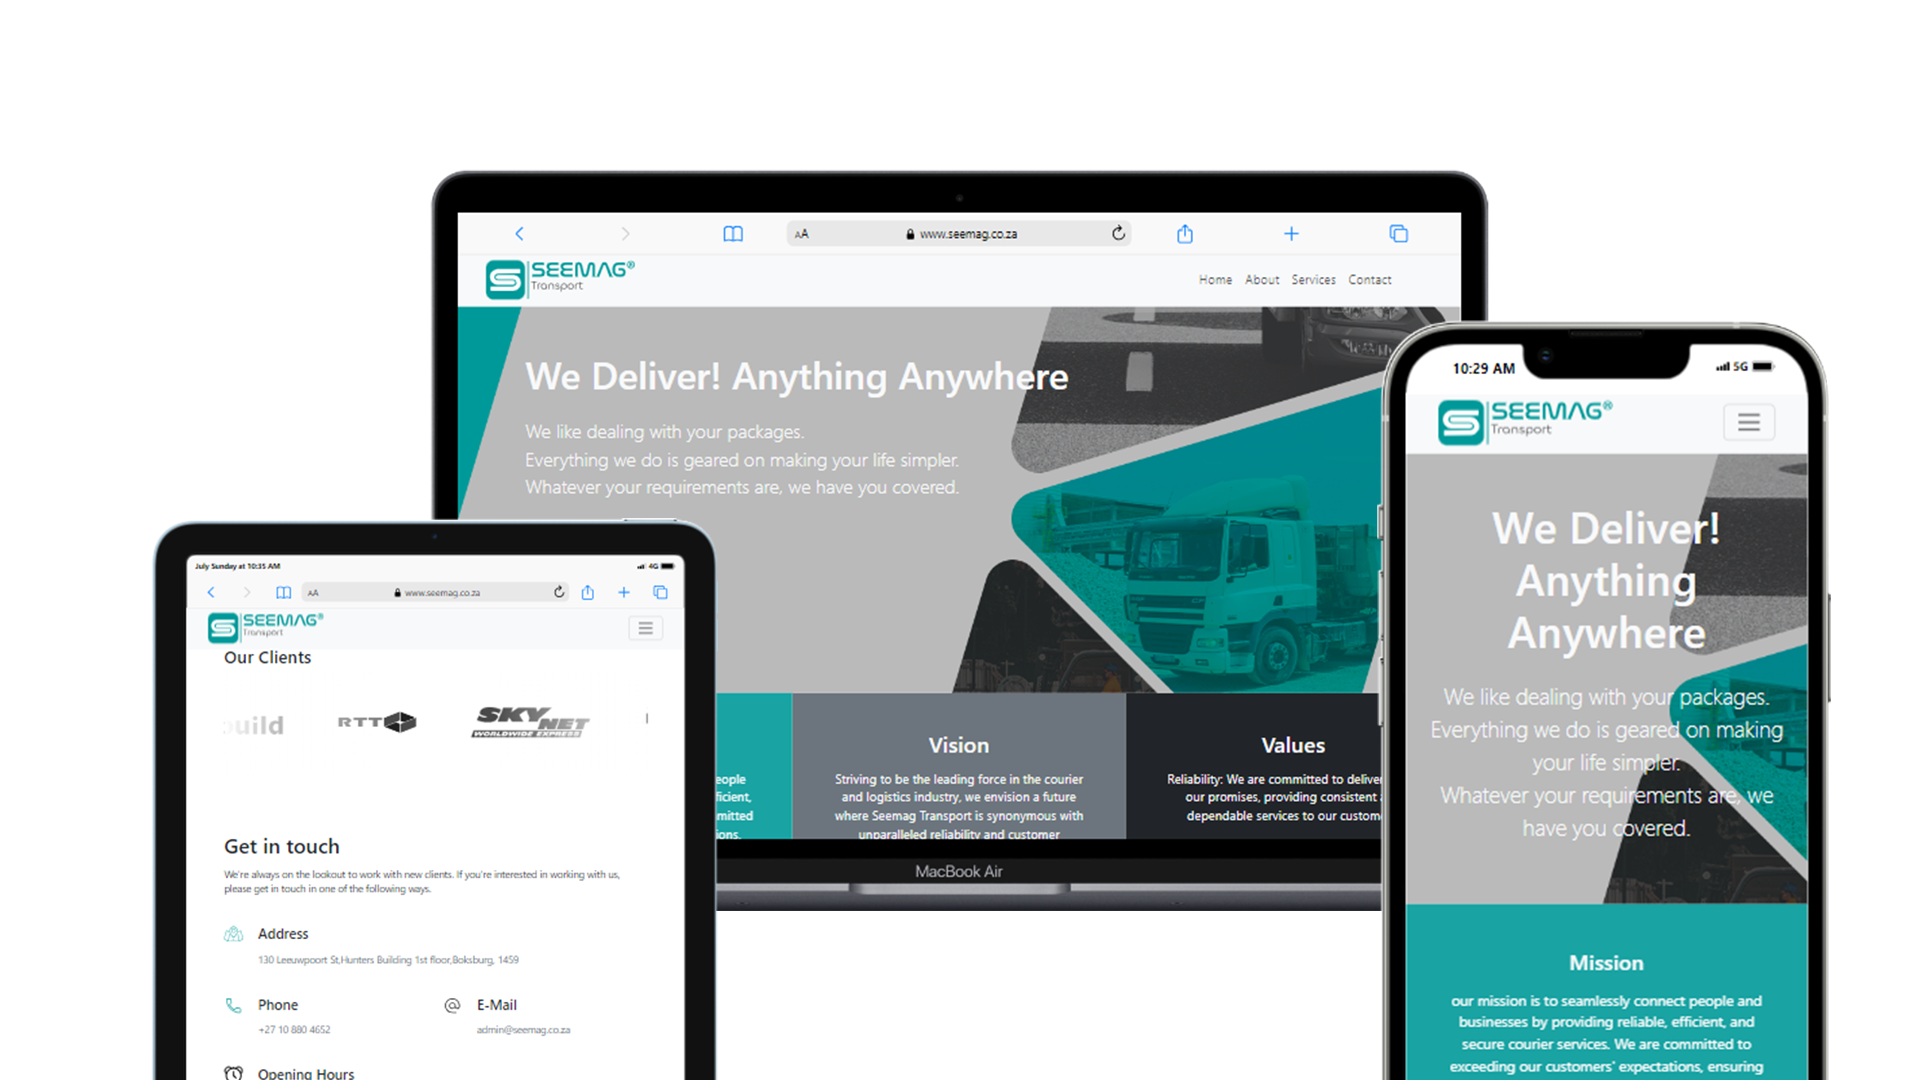 www.seemag.co.za
SEEMAG®
Transport
Home About Services Contact
We Deliver! Anything Anywhere
We like dealing with your packages.
Everything we do is geared on making your life simpler.
Whatever your requirements are, we have you covered.
eople
ficient,
mitted
ions.
Vision
Striving to be the leading force in the courier
and logistics industry, we envision a future
where Seemag Transport is synonymous with
unparalleled reliability and customer
Values
Reliability: We are committed to deliver
our promises, providing consistent
dependable services to our custom
MacBook Air
July Sunday at 10:35 AM
4G
AA
www.seemag.co.za
SEEMAG®
Transport
Our Clients
build
RTT
SKYNET
WORLDWIDE EXPRESS
Get in touch
We're always on the lookout to work with new clients. If you're interested in working with us,
please get in touch in one of the following ways.
Address
130 Leeuwpoort St,Hunters Building 1st floor,Boksburg, 1459
Phone
+27 10 880 4652
E-Mail
admin@seemag.co.za
Opening Hours
10:29 AM
5G
SEEMAG®
Transport
We Deliver!
Anything
Anywhere
We like dealing with your packages.
Everything we do is geared on making
your life simpler.
Whatever your requirements are, we
have you covered.
Mission
our mission is to seamlessly connect people and
businesses by providing reliable, efficient, and
secure courier services. We are committed to
exceeding our customers' expectations, ensuring